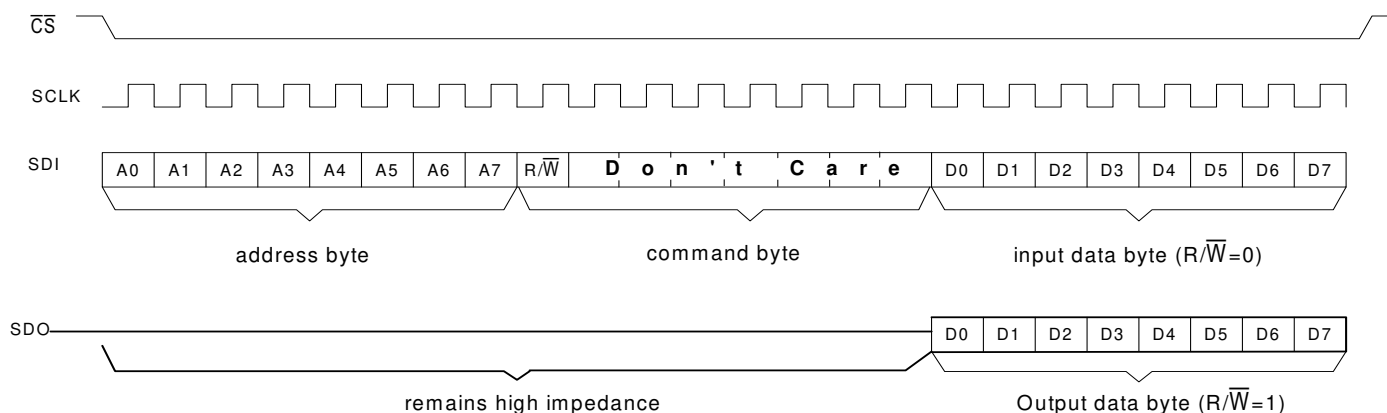 C̅S̅
SCLK
SDI A0 A1 A2 A3 A4 A5 A6 A7 R/W̅ Don't Care D0 D1 D2 D3 D4 D5 D6 D7
address byte command byte input data byte (R/W̅=0)
SDO D0 D1 D2 D3 D4 D5 D6 D7
remains high impedance Output data byte (R/W̅=1)